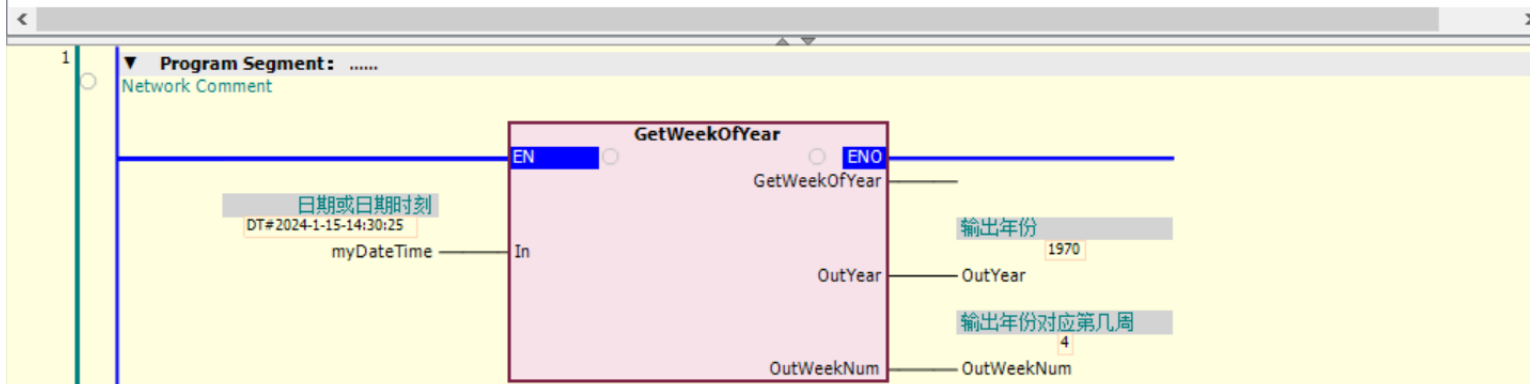 1
▼ Program Segment: ......
Network Comment
GetWeekOfYear
EN
ENO
GetWeekOfYear
日期或日期时刻
DT#2024-1-15-14:30:25
myDateTime
In
输出年份
1970
OutYear
OutYear
输出年份对应第几周
4
OutWeekNum
OutWeekNum